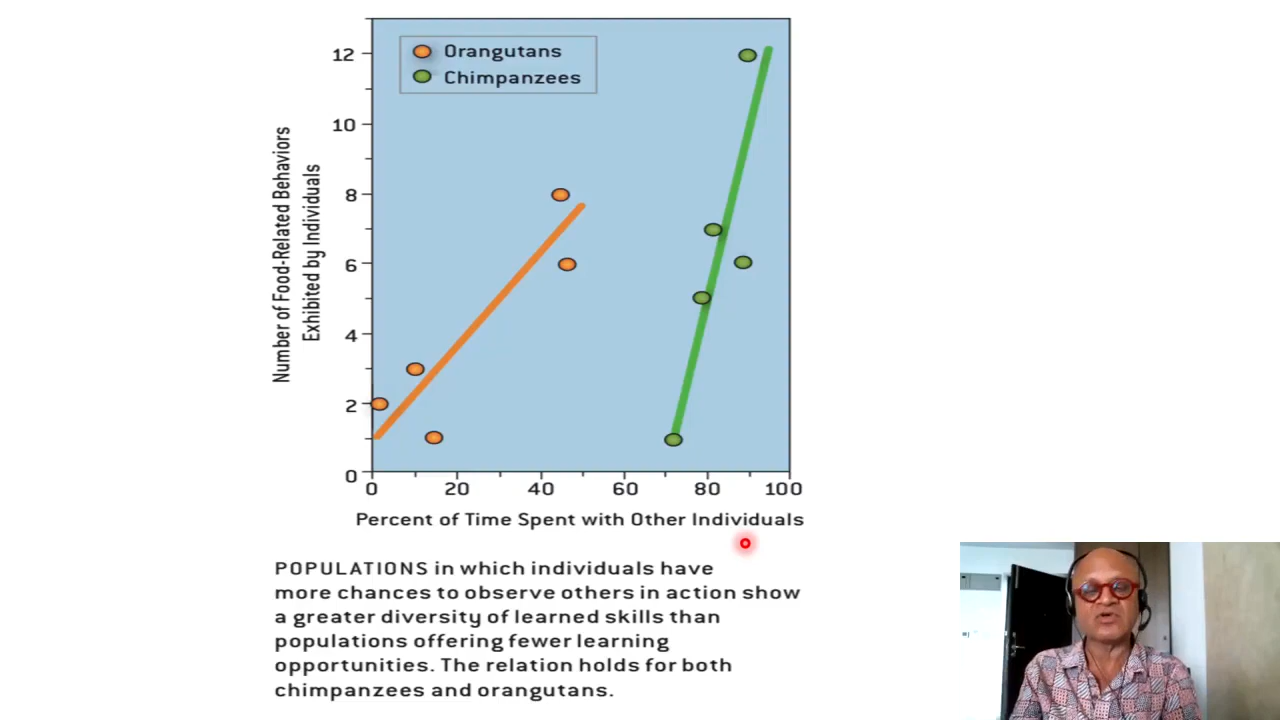 Orangutans
Chimpanzees
12
10
8
6
4
2
0
Number of Food-Related Behaviors
Exhibited by Individuals
0 20 40 60 80 100
Percent of Time Spent with Other Individuals
POPULATIONS in which individuals have
more chances to observe others in action show
a greater diversity of learned skills than
populations offering fewer learning
opportunities. The relation holds for both
chimpanzees and orangutans.